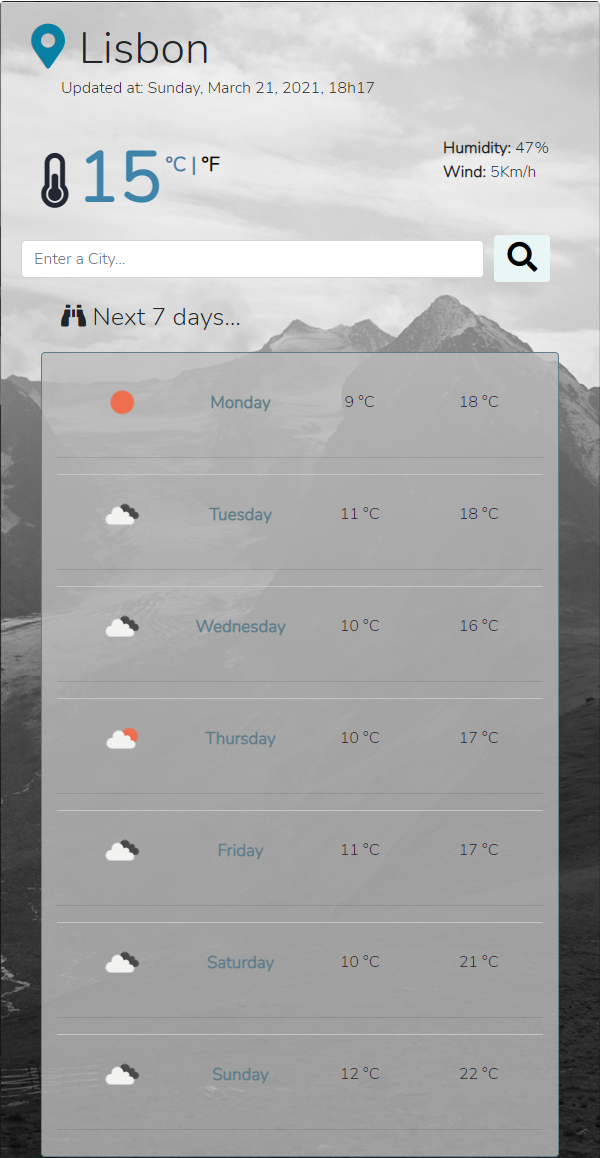 Lisbon
Updated at: Sunday, March 21, 2021, 18h17
15 °C | °F
Humidity: 47%
Wind: 5Km/h
Enter a City...
Next 7 days...
Monday 9 °C 18 °C
Tuesday 11 °C 18 °C
Wednesday 10 °C 16 °C
Thursday 10 °C 17 °C
Friday 11 °C 17 °C
Saturday 10 °C 21 °C
Sunday 12 °C 22 °C